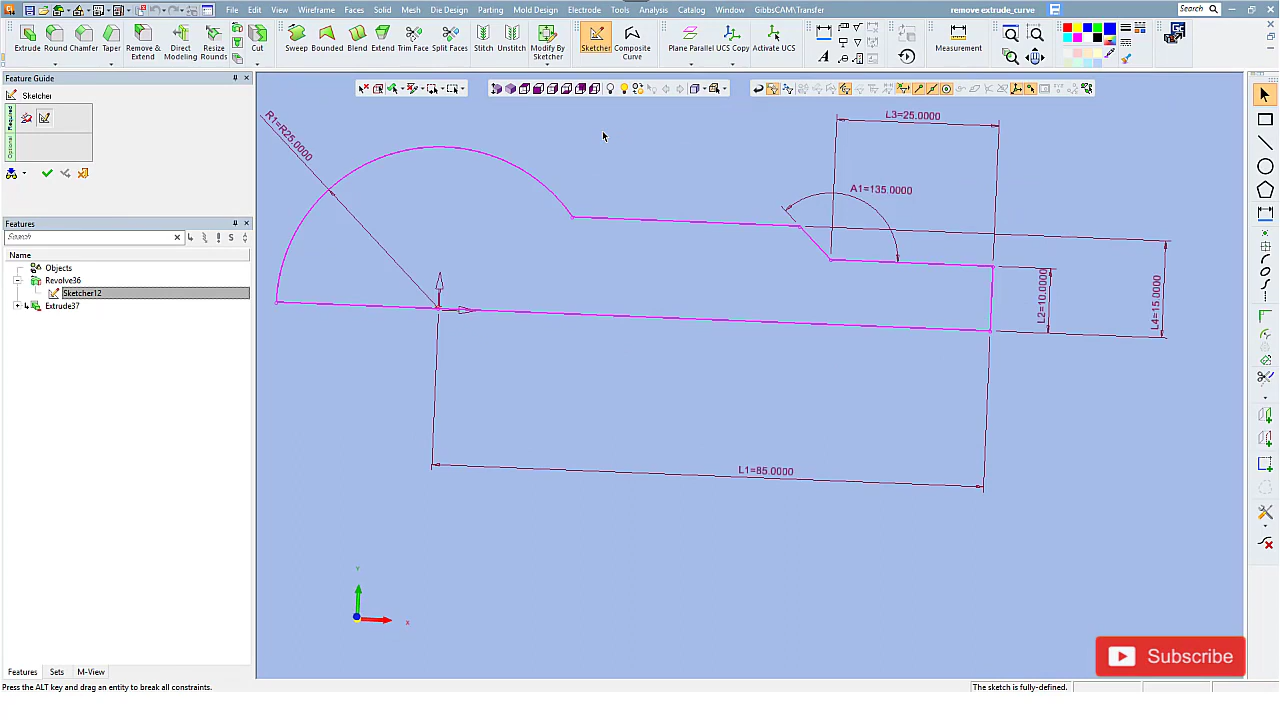 File Edit View Wireframe Faces Solid Mesh Die Design Parting Mold Design Electrode Tools Analysis Catalog Window GibbsCAM\Transfer remove extrude_curve Search
Extrude Round Chamfer Taper Remove & Extend Direct Modeling Resize Rounds Cut Sweep Bounded Blend End Trimsize Split Faces Stitch Unstitch Modify By Sketcher Sketcher Composite Curve Plane Parallel UCS Copy Activate UCS Measurement
Feature Guide
Sketcher
Required
Optional
Features
Search
Name
Objects
Revolve36
Sketcher12
Extrude37
R1=R25.0000
L3=25.0000
A1=135.0000
L2=10.0000
L4=15.0000
L1=85.0000
Y
X
Subscribe
Features Sets M-View
Press the ALT key and drag an entity to break all constraints.
The sketch is fully-defined.